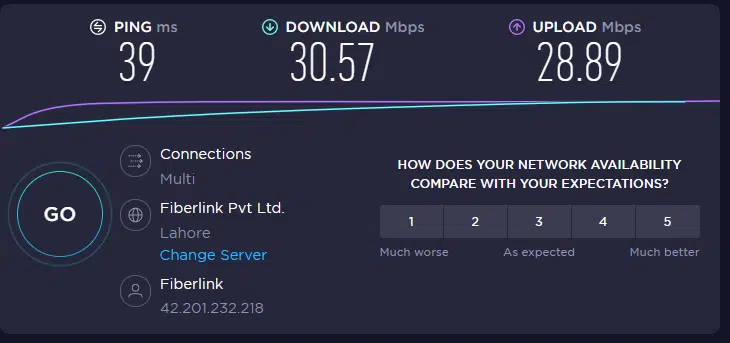 PING ms
39
DOWNLOAD Mbps
30.57
UPLOAD Mbps
28.89
GO
Connections
Multi
Fiberlink Pvt Ltd.
Lahore
Change Server
Fiberlink
42.201.232.218
HOW DOES YOUR NETWORK AVAILABILITY
COMPARE WITH YOUR EXPECTATIONS?
1 2 3 4 5
Much worse As expected Much better